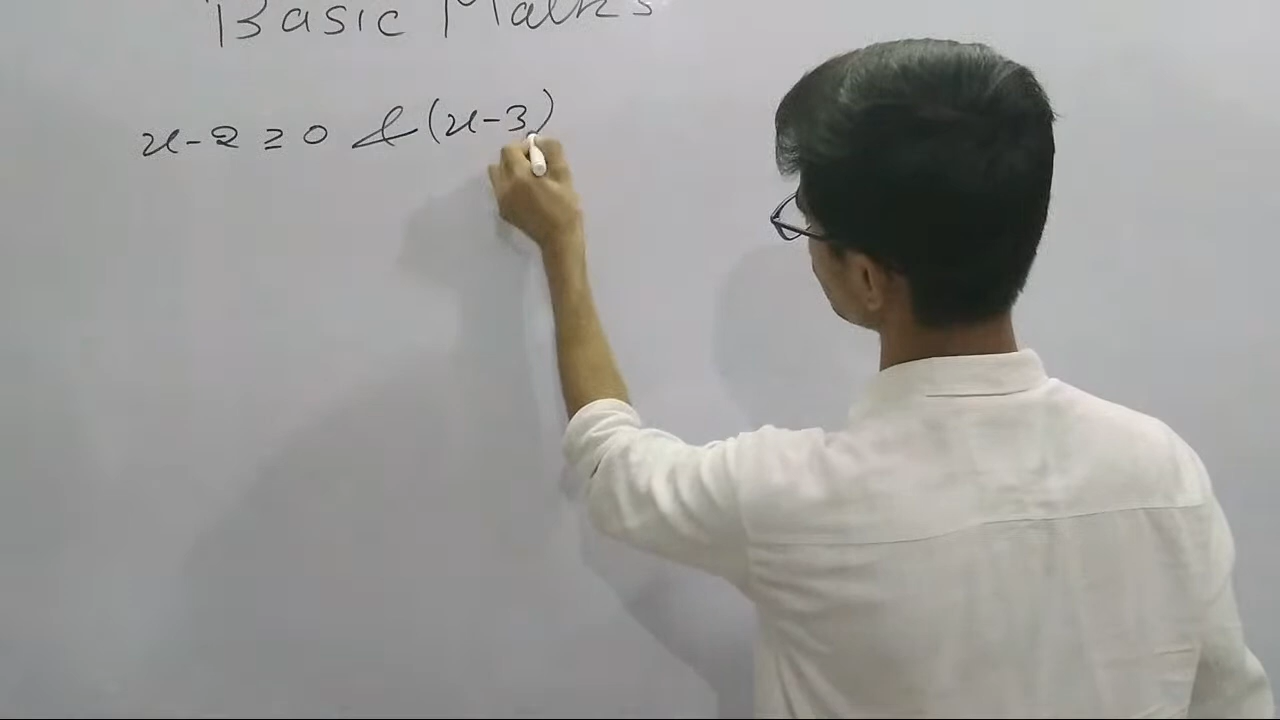 Basic Maths
x-2 ≥ 0 & (x-3)